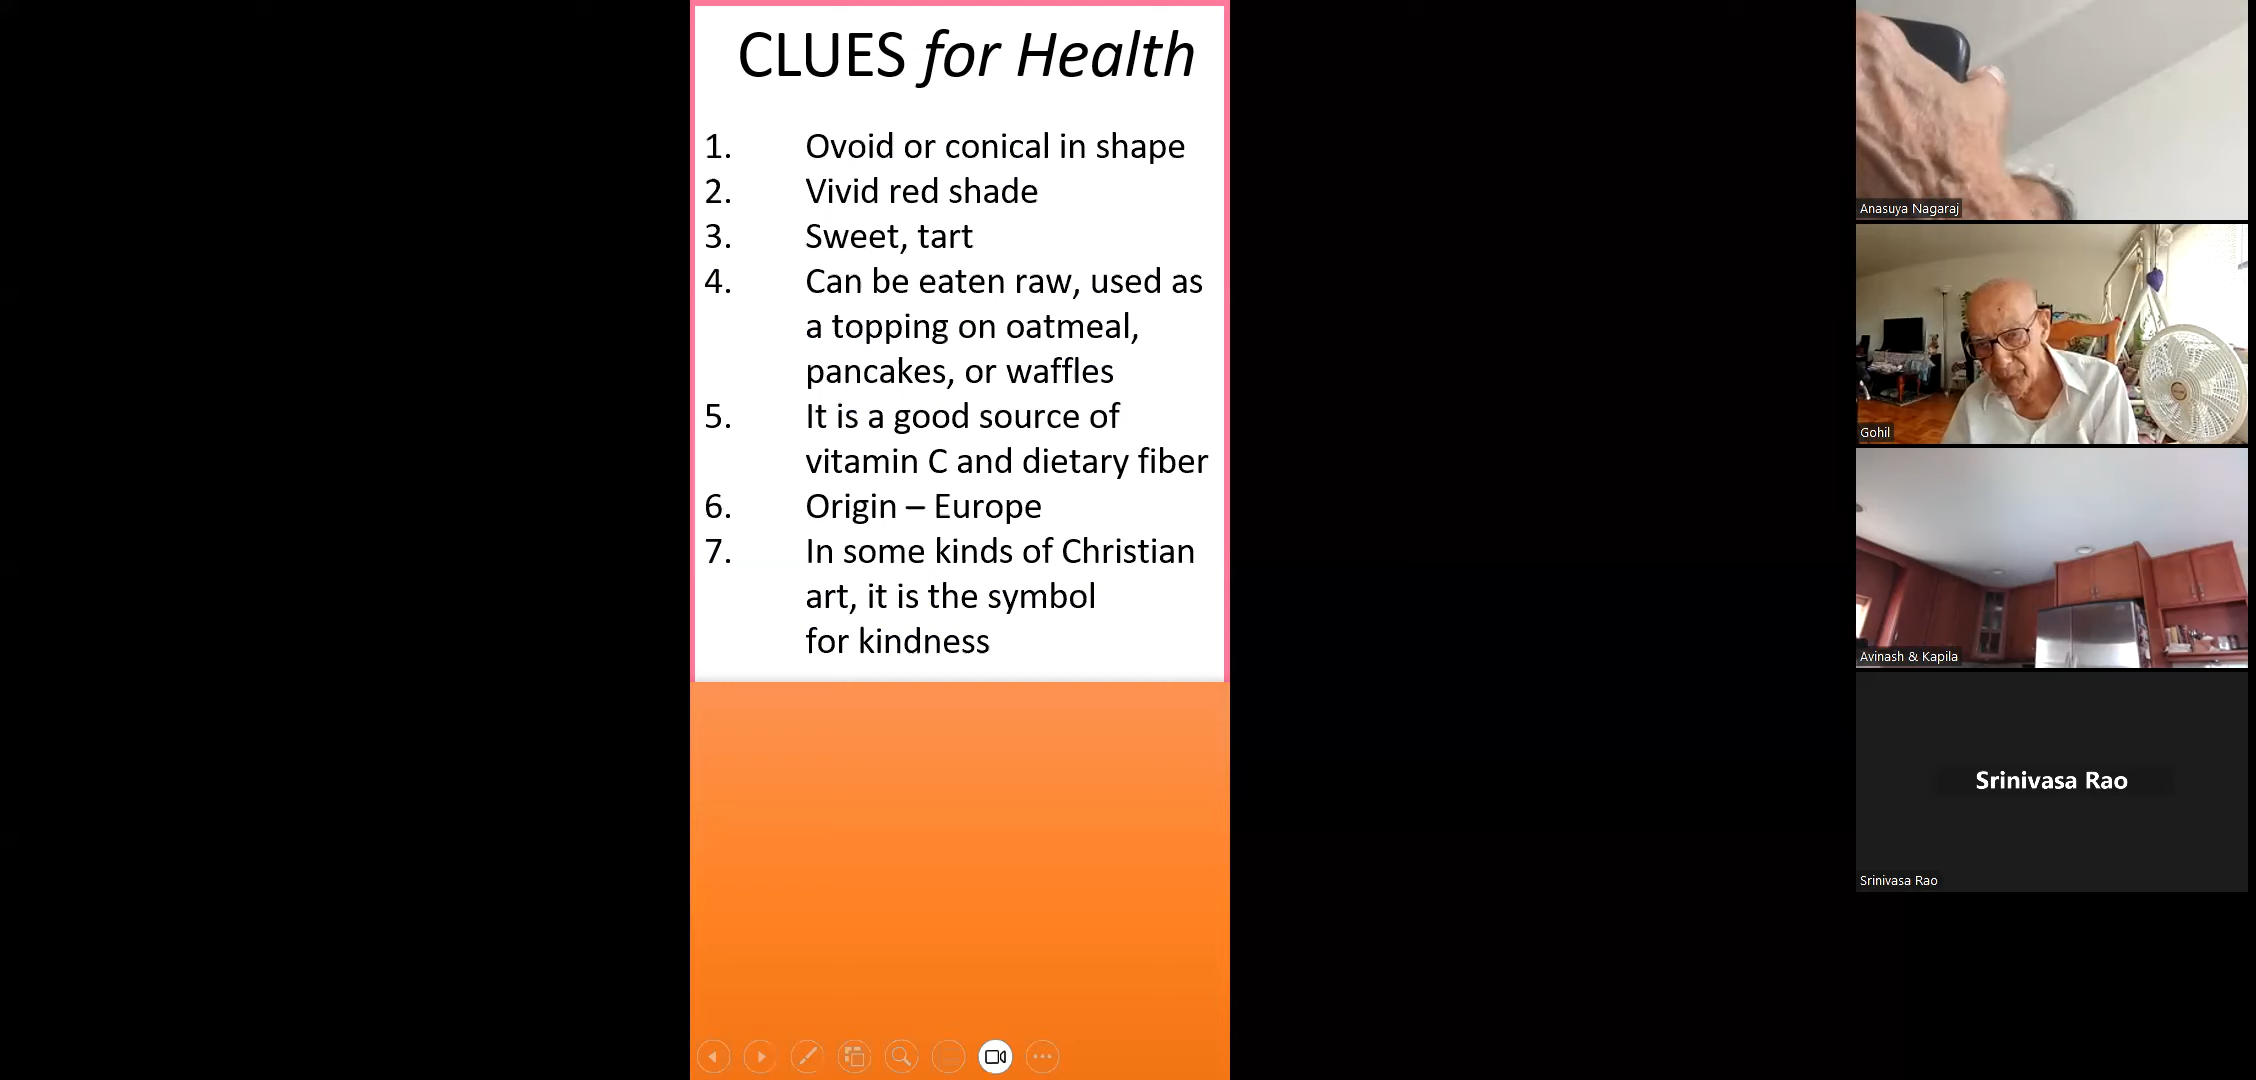 CLUES for Health
1. Ovoid or conical in shape
2. Vivid red shade
3. Sweet, tart
4. Can be eaten raw, used as
a topping on oatmeal,
pancakes, or waffles
5. It is a good source of
vitamin C and dietary fiber
6. Origin – Europe
7. In some kinds of Christian
art, it is the symbol
for kindness
Anasuya Nagaraj
Gohil
Avinash & Kapila
Srinivasa Rao
Srinivasa Rao